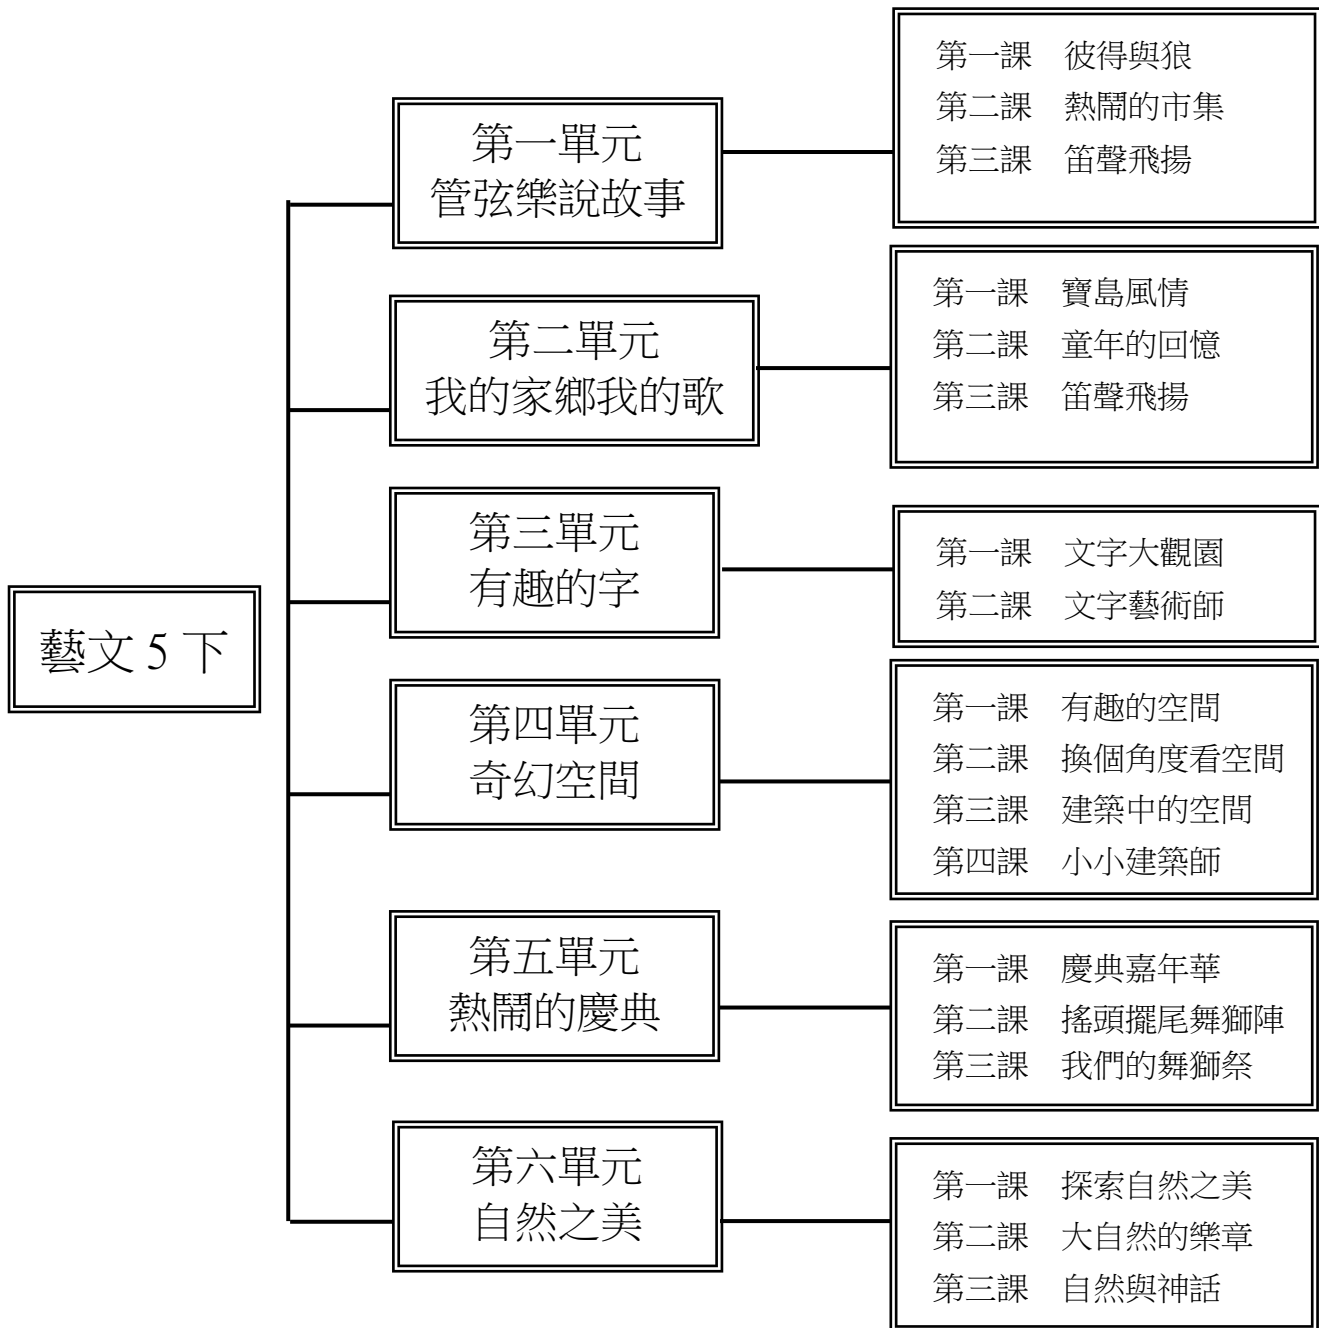 藝文 5 下
第一單元
管弦樂說故事
第一課　彼得與狼
第二課　熱鬧的市集
第三課　笛聲飛揚
第二單元
我的家鄉我的歌
第一課　寶島風情
第二課　童年的回憶
第三課　笛聲飛揚
第三單元
有趣的字
第一課　文字大觀園
第二課　文字藝術師
第四單元
奇幻空間
第一課　有趣的空間
第二課　換個角度看空間
第三課　建築中的空間
第四課　小小建築師
第五單元
熱鬧的慶典
第一課　慶典嘉年華
第二課　搖頭擺尾舞獅陣
第三課　我們的舞獅祭
第六單元
自然之美
第一課　探索自然之美
第二課　大自然的樂章
第三課　自然與神話